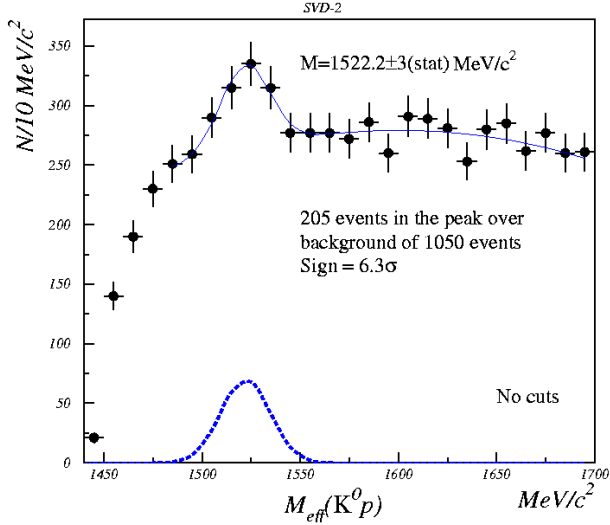 SVD-2
N/10 MeV/c²
350
300
250
200
150
100
50
0
M=1522.2±3(stat) MeV/c²
205 events in the peak over
background of 1050 events
Sign = 6.3σ
No cuts
1450 1500 1550 1600 1650 1700
M_eff(K⁰p) MeV/c²